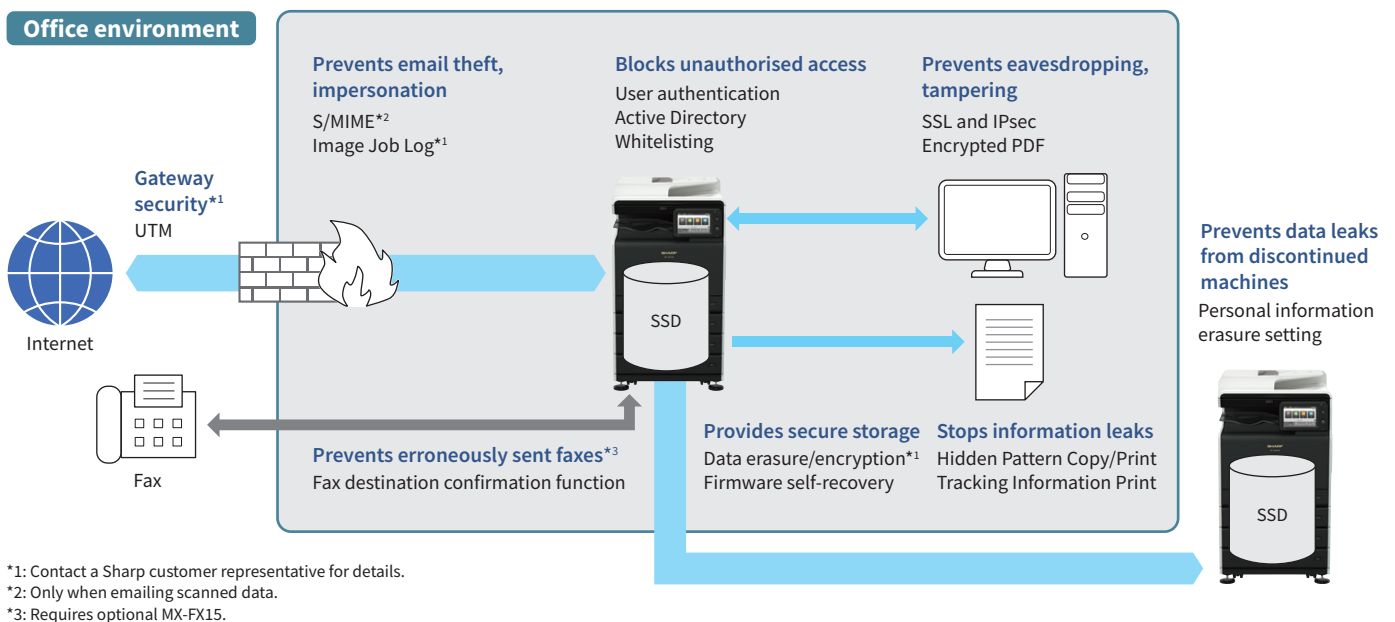 Office environment
Prevents email theft,
impersonation
S/MIME*2
Image Job Log*1
Blocks unauthorised access
User authentication
Active Directory
Whitelisting
Prevents eavesdropping,
tampering
SSL and IPsec
Encrypted PDF
Gateway
security*1
UTM
Internet
SSD
Prevents data leaks
from discontinued
machines
Personal information
erasure setting
Fax
Prevents erroneously sent faxes*3
Fax destination confirmation function
Provides secure storage
Data erasure/encryption*1
Firmware self-recovery
Stops information leaks
Hidden Pattern Copy/Print
Tracking Information Print
SHARP
SSD
*1: Contact a Sharp customer representative for details.
*2: Only when emailing scanned data.
*3: Requires optional MX-FX15.